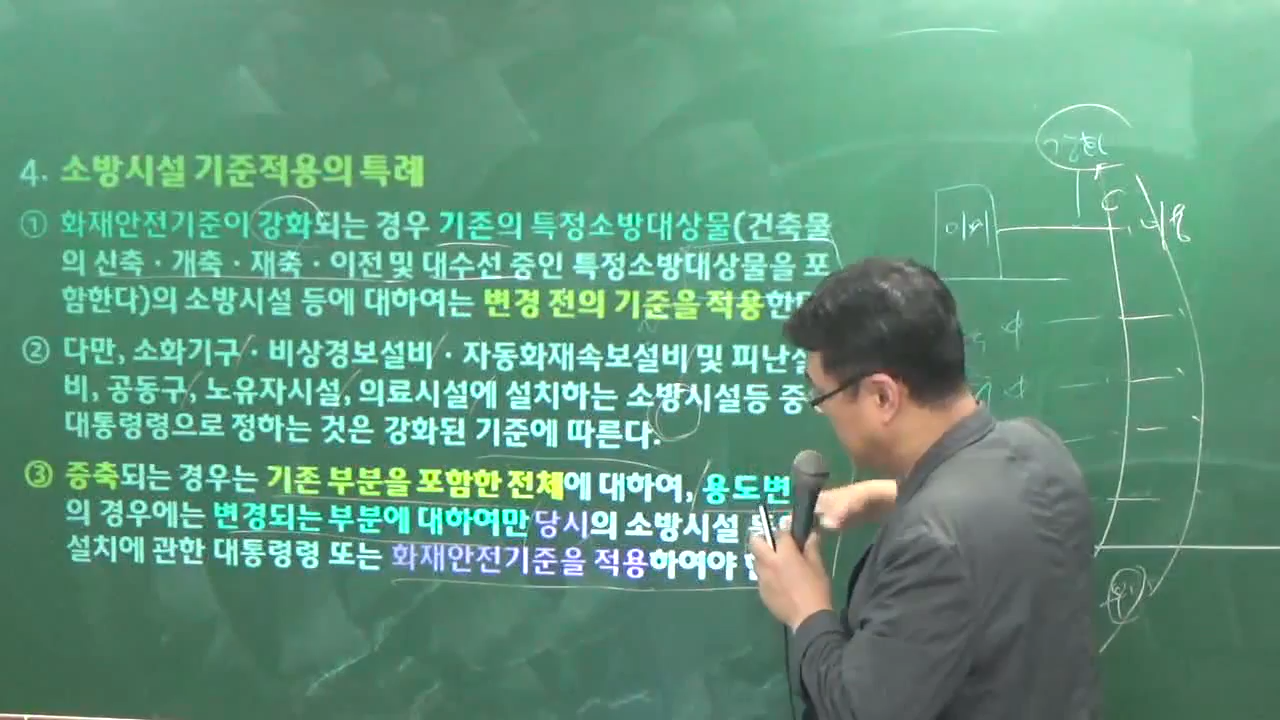 4. 소방시설 기준적용의 특례
① 화재안전기준이 강화되는 경우 기존의 특정소방대상물(건축물
의 신축·개축·재축·이전 및 대수선 중인 특정소방대상물을 포
함한다)의 소방시설 등에 대하여는 변경 전의 기준을 적용한
② 다만, 소화기구·비상경보설비·자동화재속보설비 및 피난설
비, 공동구, 노유자시설, 의료시설에 설치하는 소방시설등 중
대통령령으로 정하는 것은 강화된 기준에 따른다.
③ 증축되는 경우는 기존 부분을 포함한 전체에 대하여, 용도변
의 경우에는 변경되는 부분에 대하여만 당시의 소방시설
설치에 관한 대통령령 또는 화재안전기준을 적용하여야
강화